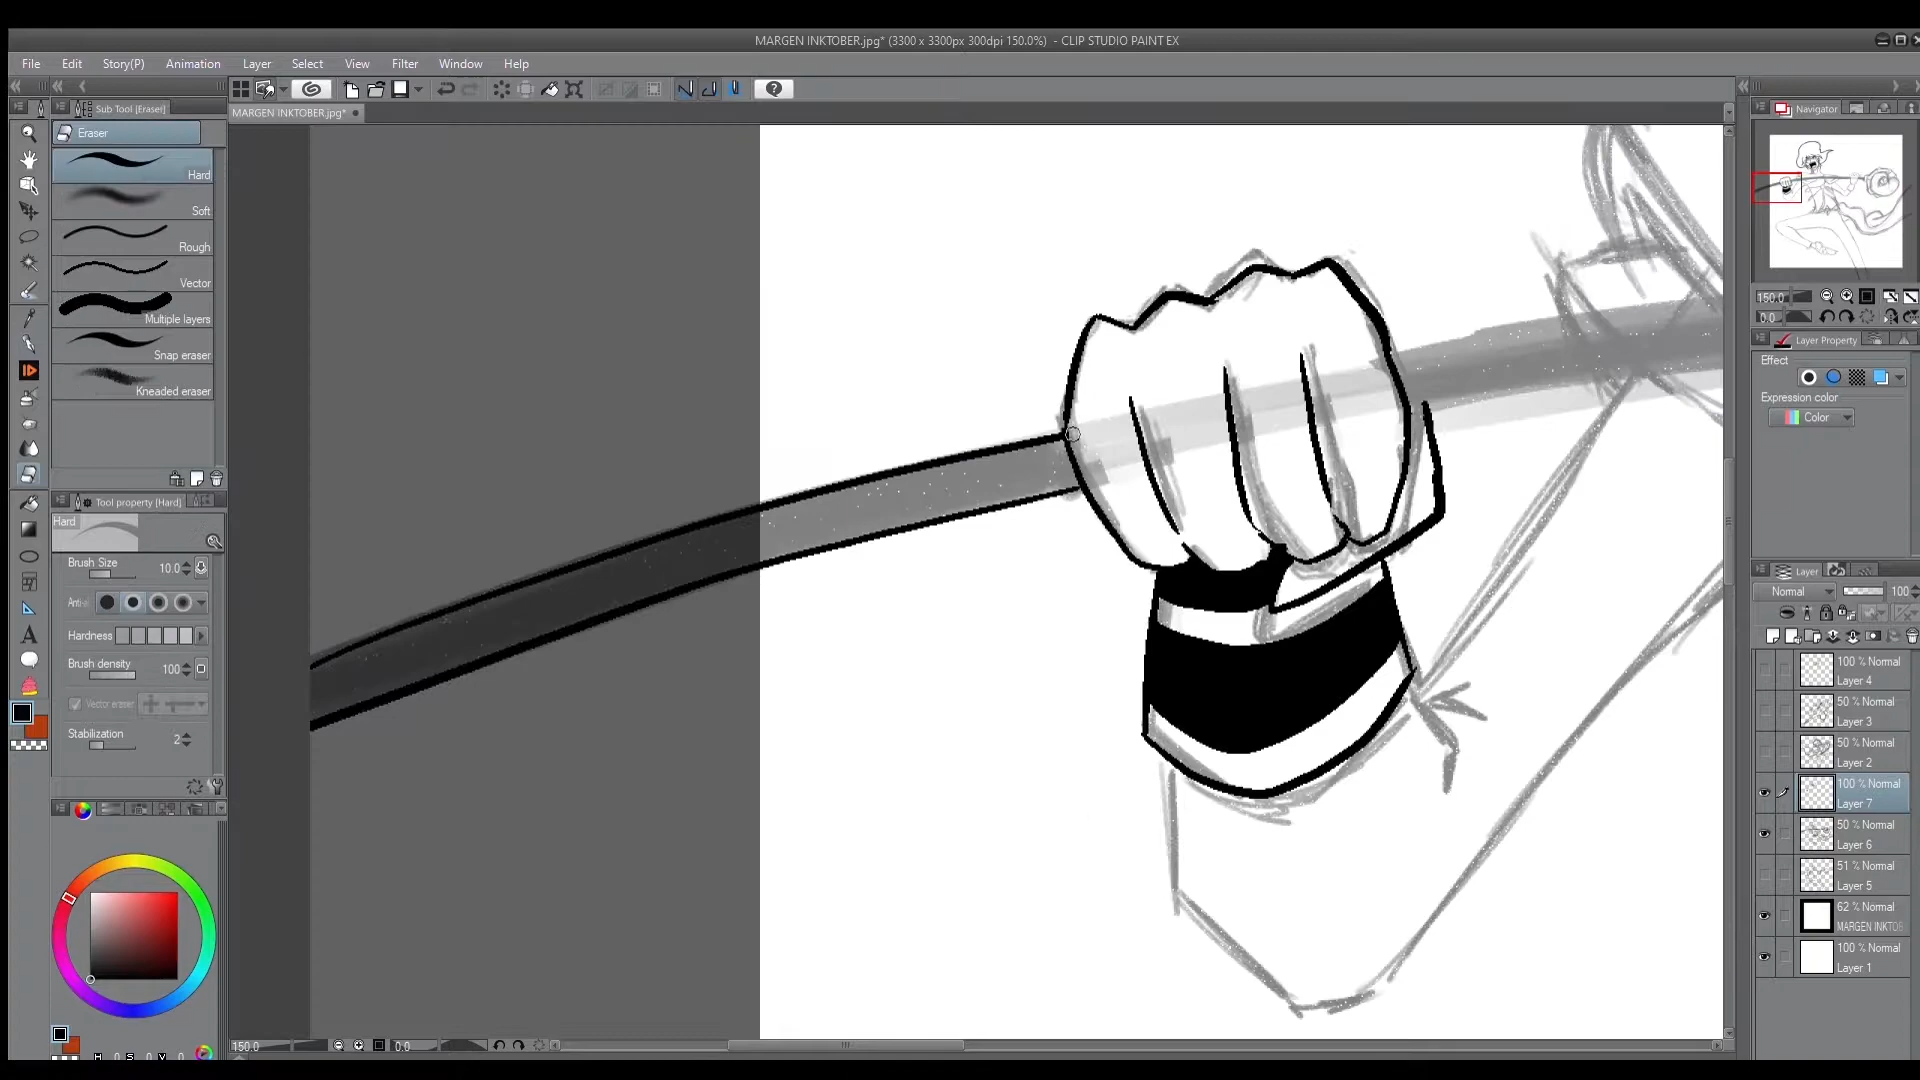 MARGEN INKTOBER.jpg* (3300 x 3300px 300dpi 150.0%) - CLIP STUDIO PAINT EX
File Edit Story(P) Animation Layer Select View Filter Window Help
Sub Tool [Eraser]
MARGEN INKTOBER.jpg*
Navigator
Eraser
Hard
Soft
Rough
Vector
Multiple layers
Snap eraser
Kneaded eraser
150.0
0.0
Layer Property
Effect
Expression color
Color
Tool property [Hard]
Hard
Brush Size 10.0
Anti-al
Hardness
Brush density 100
Vector eraser
Stabilization 2
Layer
Normal 100
100 % Normal
Layer 4
50 % Normal
Layer 3
50 % Normal
Layer 2
100 % Normal
Layer 7
50 % Normal
Layer 6
51 % Normal
Layer 5
62 % Normal
MARGEN INKTOB
100 % Normal
Layer 1
150.0 0.0
H 0 S 0 V 0